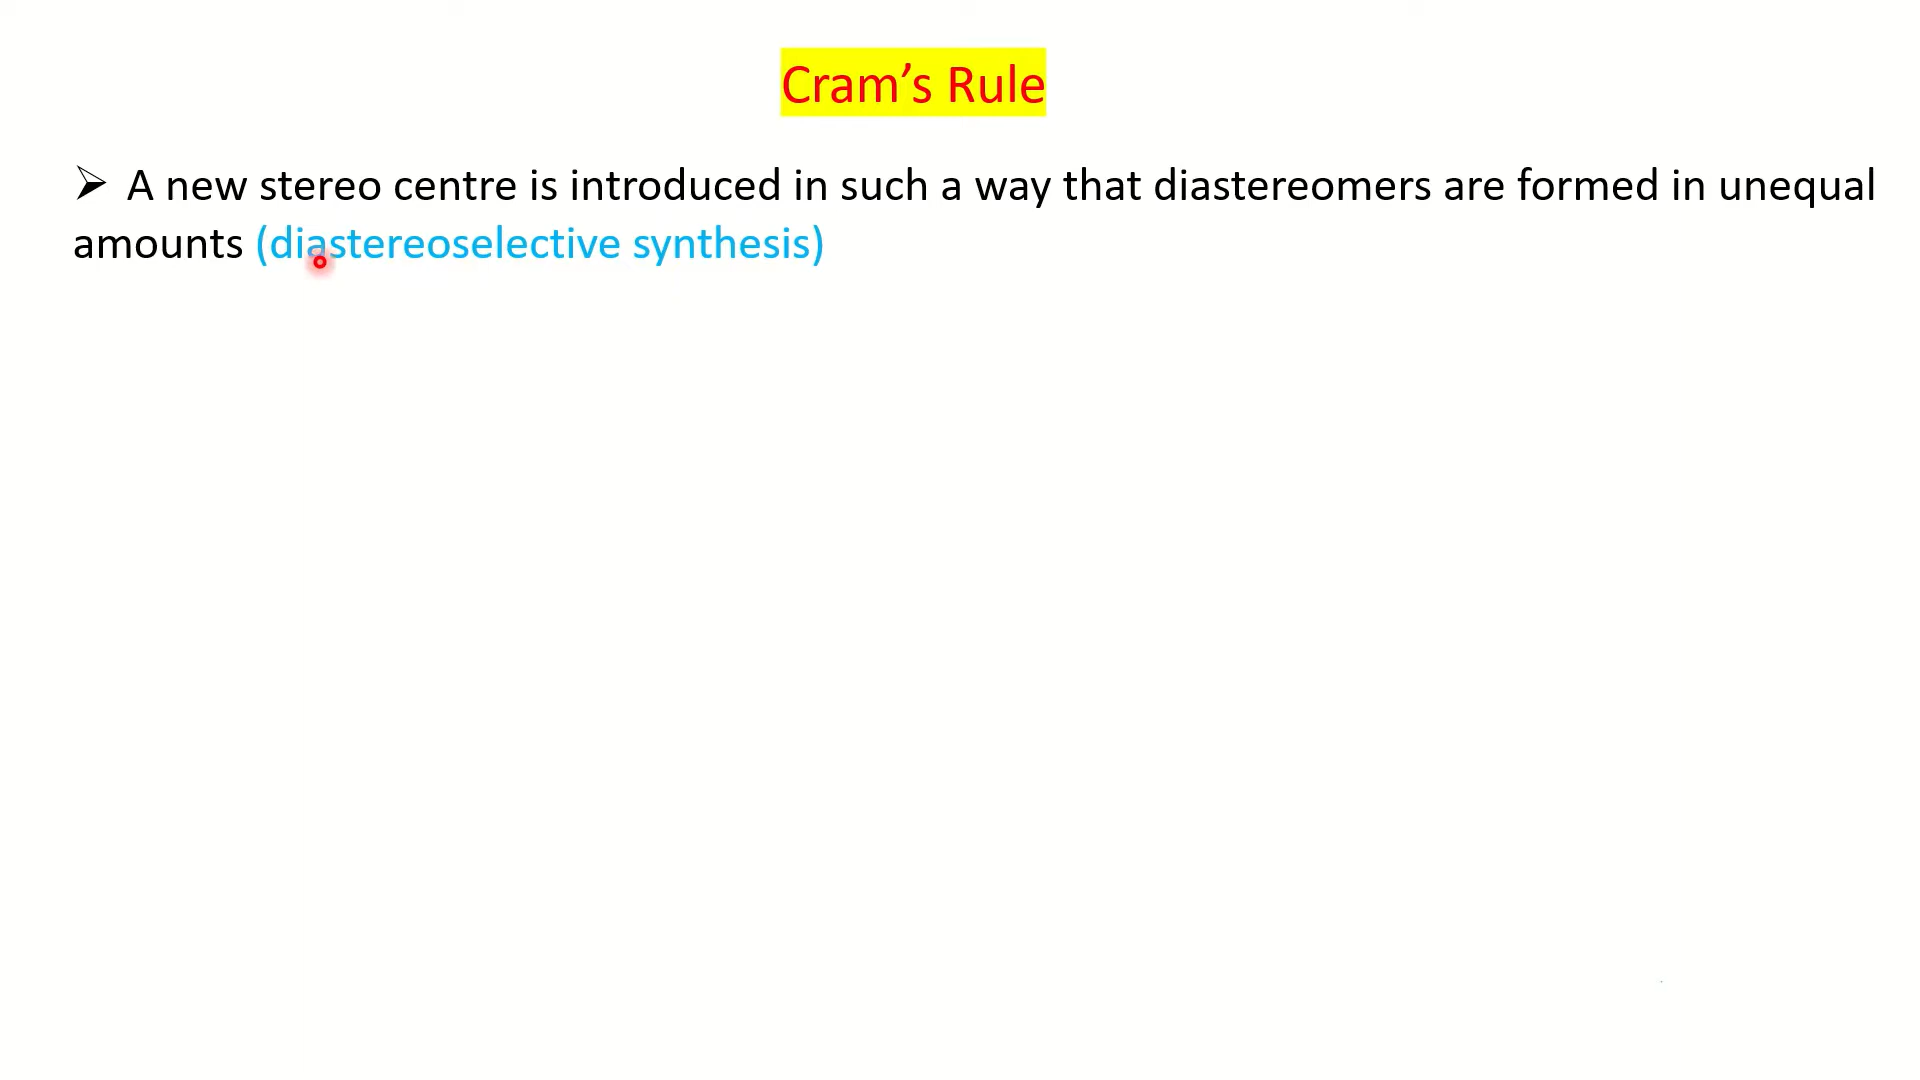 Cram’s Rule
➢ A new stereo centre is introduced in such a way that diastereomers are formed in unequal
amounts (diastereoselective synthesis)